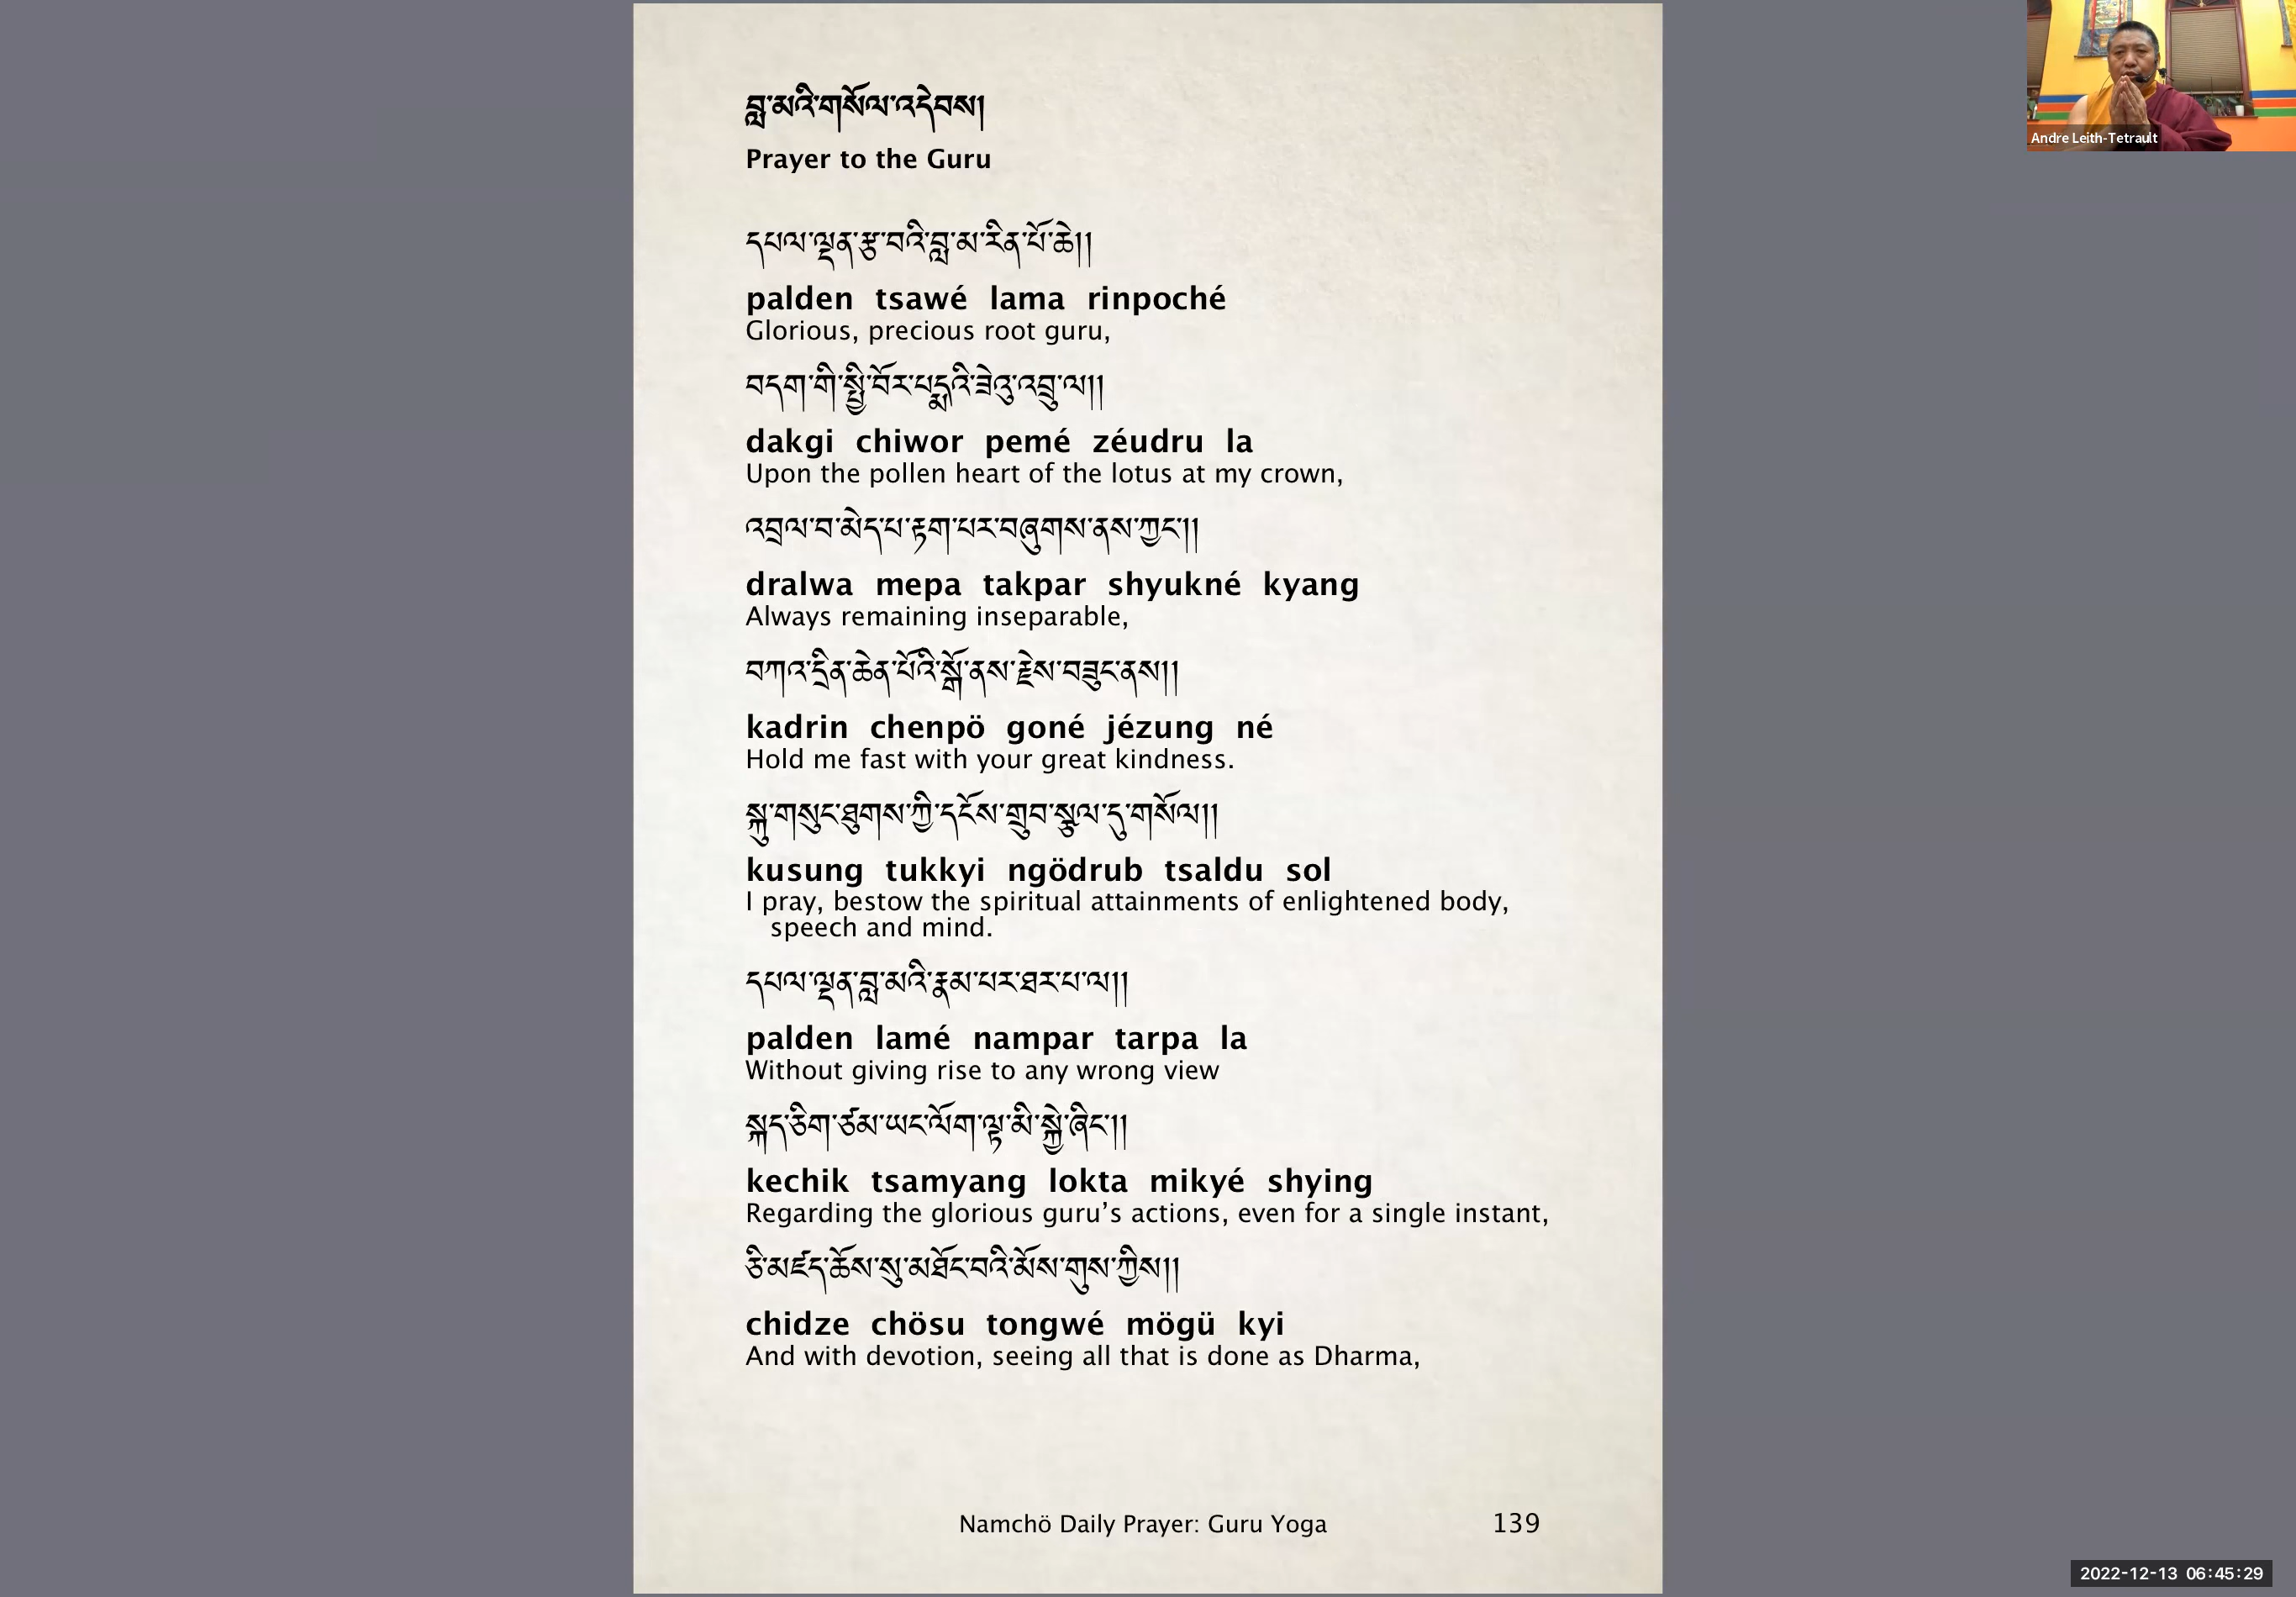 བླ་མའི་གསོལ་འདེབས།
Prayer to the Guru
དཔལ་ལྡན་རྩ་བའི་བླ་མ་རིན་པོ་ཆེ།།
palden tsawé lama rinpoché
Glorious, precious root guru,
བདག་གི་སྤྱི་བོར་པདྨའི་ཟེའུ་འབྲུ་ལ།།
dakgi chiwor pemé zéudru la
Upon the pollen heart of the lotus at my crown,
འབྲལ་བ་མེད་པ་རྟག་པར་བཞུགས་ནས་ཀྱང་།།
dralwa mepa takpar shyukné kyang
Always remaining inseparable,
བཀའ་དྲིན་ཆེན་པོའི་སྒོ་ནས་རྗེས་བཟུང་ནས།།
kadrin chenpö goné jézung né
Hold me fast with your great kindness.
སྐུ་གསུང་ཐུགས་ཀྱི་དངོས་གྲུབ་སྩལ་དུ་གསོལ།།
kusung tukkyi ngödrub tsaldu sol
I pray, bestow the spiritual attainments of enlightened body,
speech and mind.
དཔལ་ལྡན་བླ་མའི་རྣམ་པར་ཐར་པ་ལ།།
palden lamé nampar tarpa la
Without giving rise to any wrong view
སྐད་ཅིག་ཙམ་ཡང་ལོག་ལྟ་མི་སྐྱེ་ཞིང་།།
kechik tsamyang lokta mikyé shying
Regarding the glorious guru’s actions, even for a single instant,
ཅི་མཛད་ཆོས་སུ་མཐོང་བའི་མོས་གུས་ཀྱིས།།
chidze chösu tongwé mögü kyi
And with devotion, seeing all that is done as Dharma,
Namchö Daily Prayer: Guru Yoga 139
Andre Leith-Tetrault
2022-12-13 06:45:29